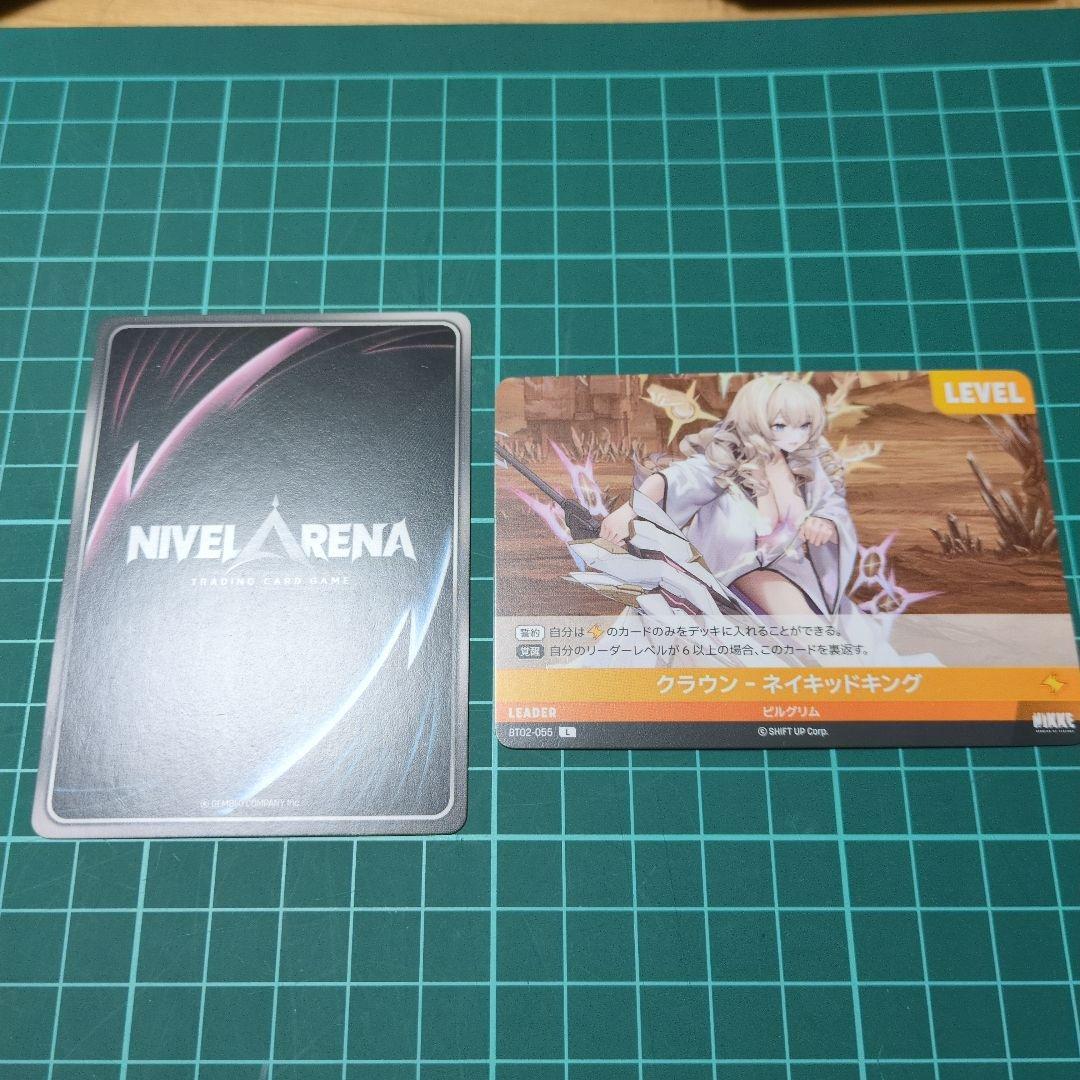 NIVEL ARENA
TRADING CARD GAME
© GEMBLO COMPANY Inc.
LEVEL
誓約 自分は⚡のカードのみをデッキに入れることができる。
覚醒 自分のリーダーレベルが6以上の場合、このカードを裏返す。
クラウン - ネイキッドキング
LEADER
ピルグリム
BT02-055 L
© SHIFT UP Corp.
NIKKE